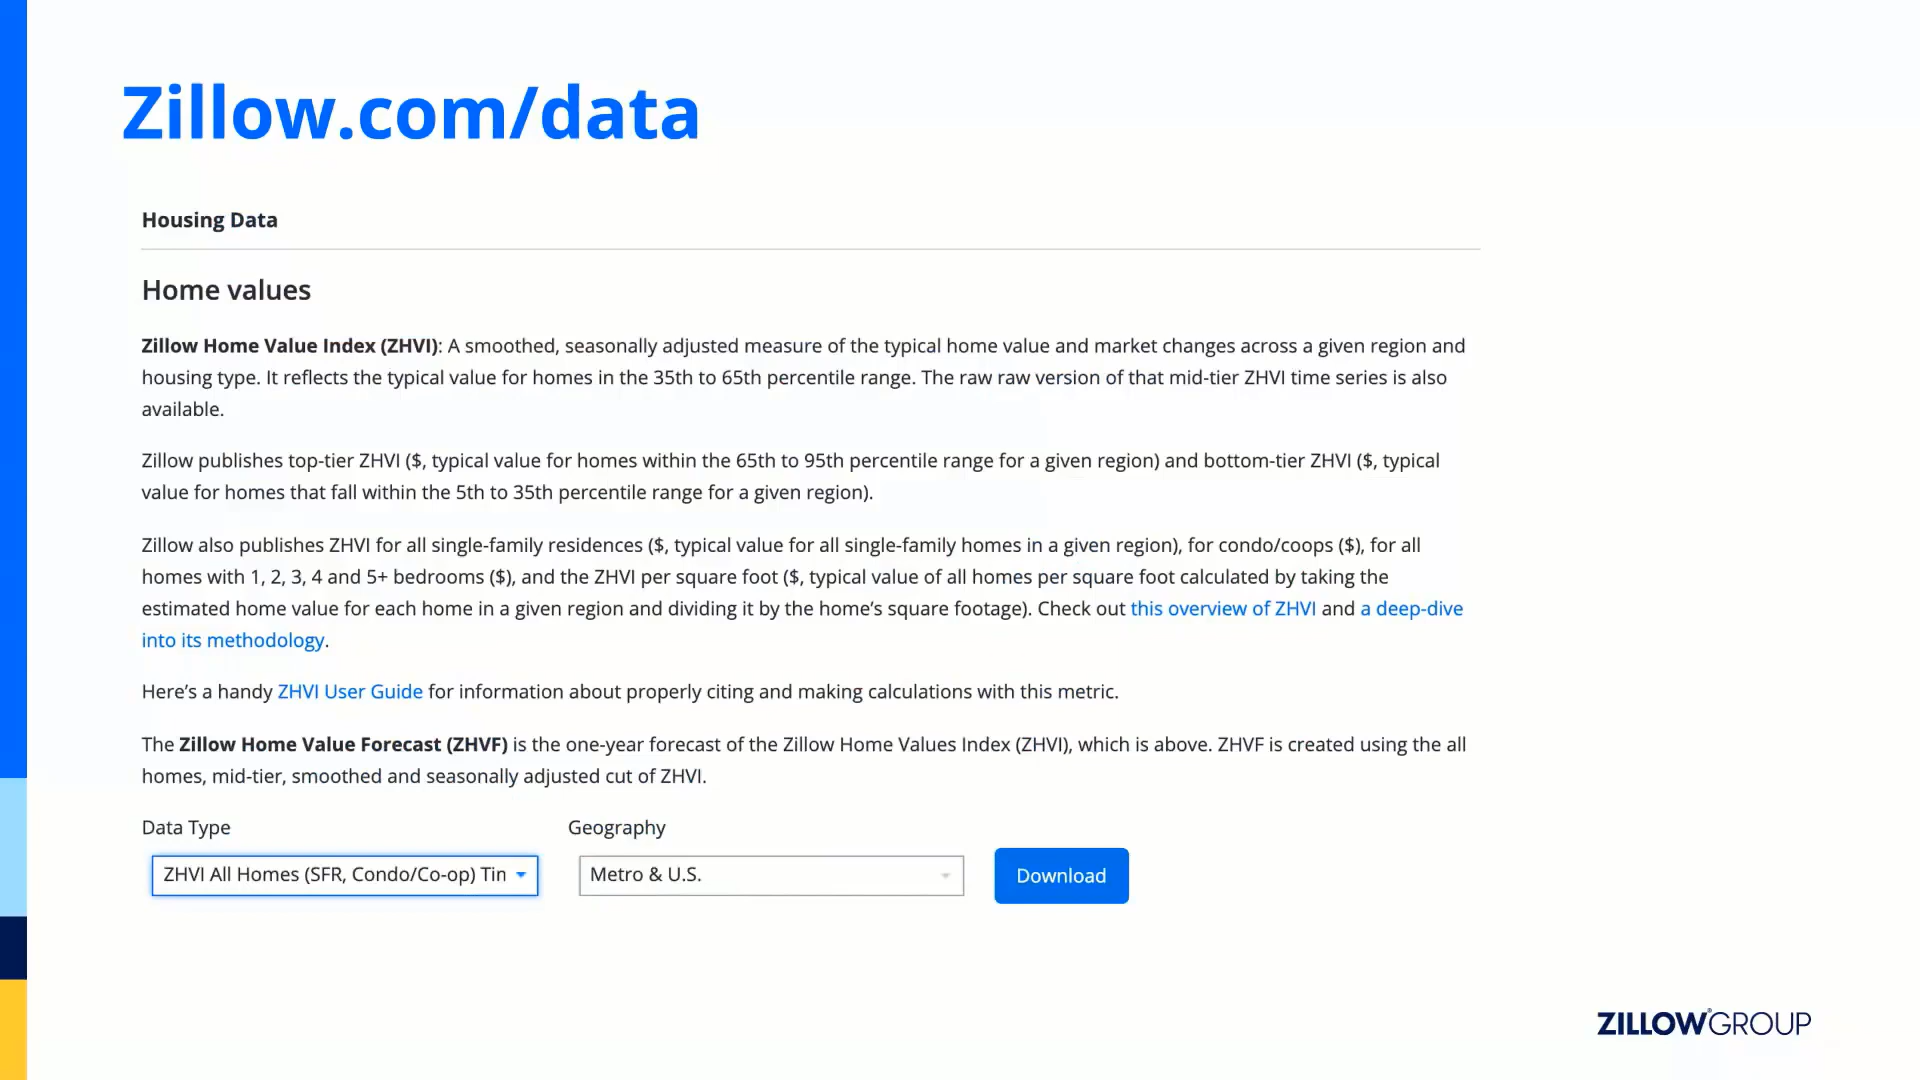 Zillow.com/data
Housing Data
Home values
Zillow Home Value Index (ZHVI): A smoothed, seasonally adjusted measure of the typical home value and market changes across a given region and
housing type. It reflects the typical value for homes in the 35th to 65th percentile range. The raw raw version of that mid-tier ZHVI time series is also
available.
Zillow publishes top-tier ZHVI ($, typical value for homes within the 65th to 95th percentile range for a given region) and bottom-tier ZHVI ($, typical
value for homes that fall within the 5th to 35th percentile range for a given region).
Zillow also publishes ZHVI for all single-family residences ($, typical value for all single-family homes in a given region), for condo/coops ($), for all
homes with 1, 2, 3, 4 and 5+ bedrooms ($), and the ZHVI per square foot ($, typical value of all homes per square foot calculated by taking the
estimated home value for each home in a given region and dividing it by the home’s square footage). Check out this overview of ZHVI and a deep-dive
into its methodology.
Here’s a handy ZHVI User Guide for information about properly citing and making calculations with this metric.
The Zillow Home Value Forecast (ZHVF) is the one-year forecast of the Zillow Home Values Index (ZHVI), which is above. ZHVF is created using the all
homes, mid-tier, smoothed and seasonally adjusted cut of ZHVI.
Data Type Geography
ZHVI All Homes (SFR, Condo/Co-op) Tin Metro & U.S. Download
ZILLOW GROUP